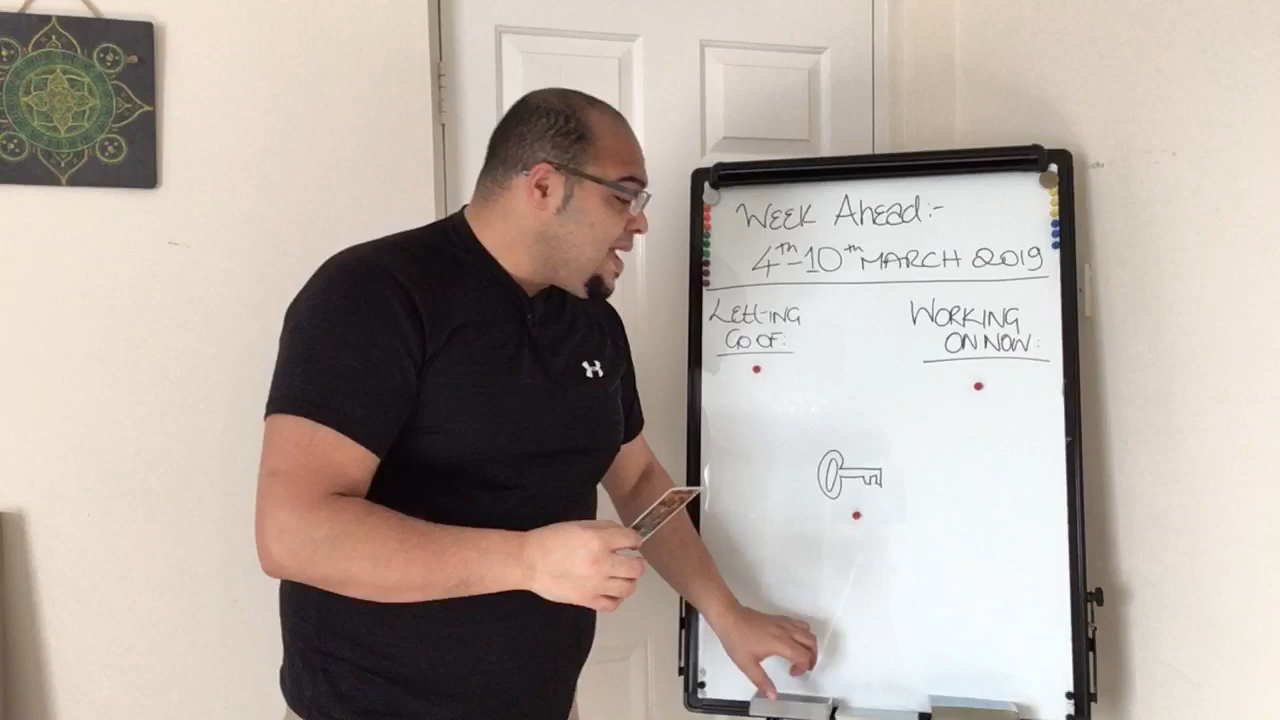 Week Ahead:-
4th-10th MARCH 2019
LETTING
GO OF:
WORKING
ON NOW: